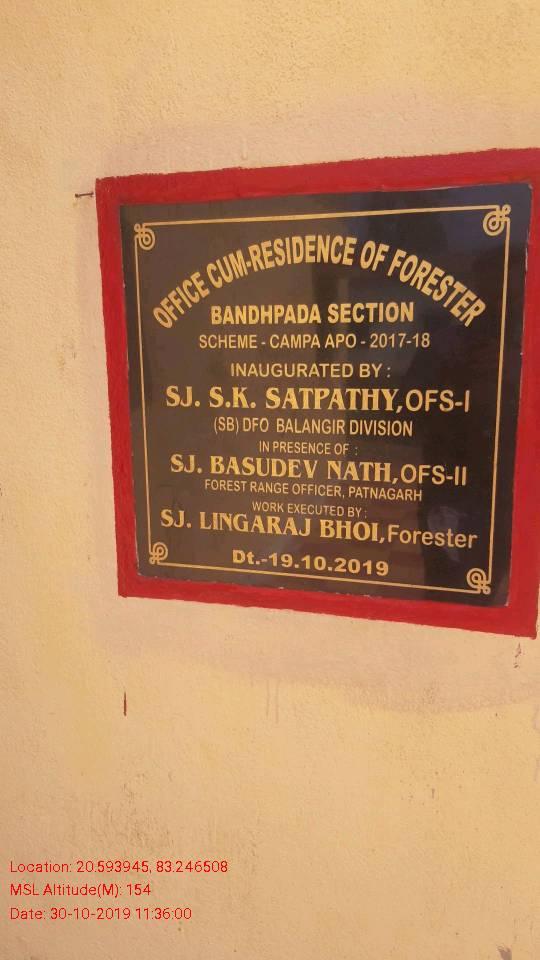 OFFICE CUM-RESIDENCE OF FORESTER
BANDHPADA SECTION
SCHEME - CAMPA APO - 2017-18
INAUGURATED BY :
SJ. S.K. SATPATHY, OFS-I
(SB) DFO BALANGIR DIVISION
IN PRESENCE OF :
SJ. BASUDEV NATH, OFS-II
FOREST RANGE OFFICER, PATNAGARH
WORK EXECUTED BY :
SJ. LINGARAJ BHOI, Forester
Dt.-19.10.2019
Location: 20.593945, 83.246508
MSL Altitude(M): 154
Date: 30-10-2019 11:36:00